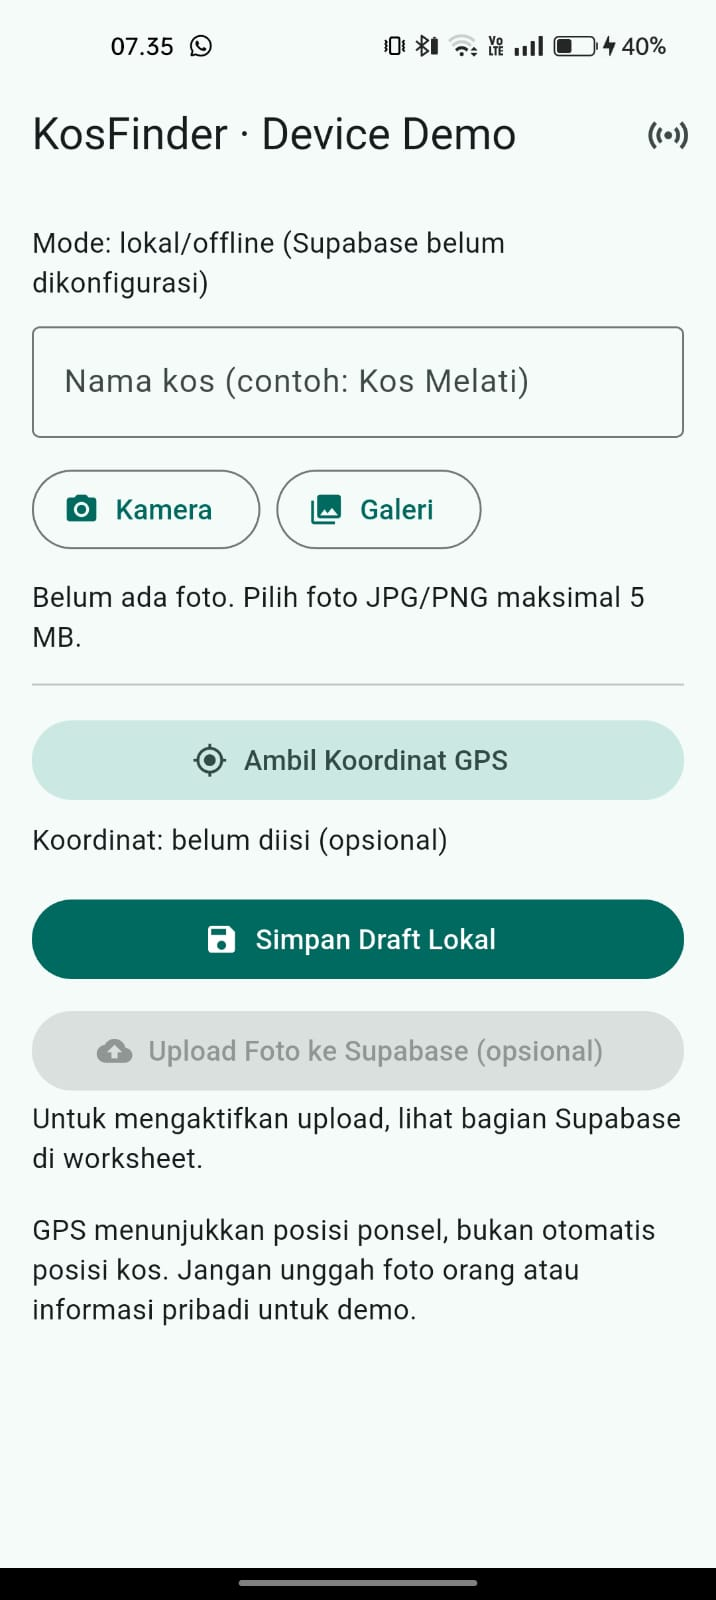 07.35
Vo LTE
40%
KosFinder · Device Demo
Mode: lokal/offline (Supabase belum
dikonfigurasi)
Nama kos (contoh: Kos Melati)
Kamera
Galeri
Belum ada foto. Pilih foto JPG/PNG maksimal 5
MB.
Ambil Koordinat GPS
Koordinat: belum diisi (opsional)
Simpan Draft Lokal
Upload Foto ke Supabase (opsional)
Untuk mengaktifkan upload, lihat bagian Supabase
di worksheet.
GPS menunjukkan posisi ponsel, bukan otomatis
posisi kos. Jangan unggah foto orang atau
informasi pribadi untuk demo.